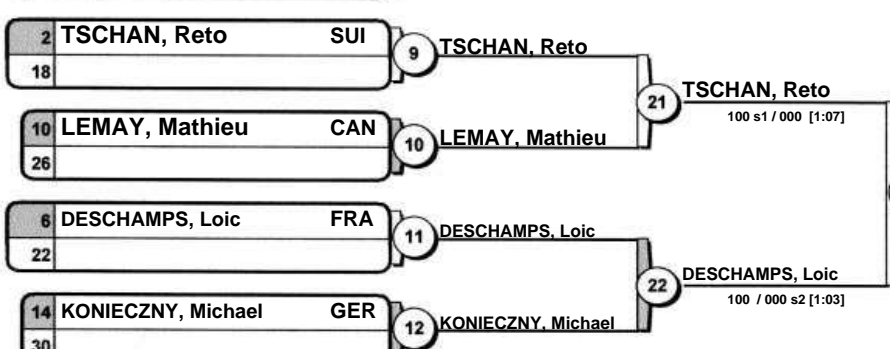 2 TSCHAN, Reto SUI
18
9 TSCHAN, Reto
10 LEMAY, Mathieu CAN
26
10 LEMAY, Mathieu
21 TSCHAN, Reto
100 s1 / 000 [1:07]
6 DESCHAMPS, Loic FRA
22
11 DESCHAMPS, Loic
14 KONIECZNY, Michael GER
30
12 KONIECZNY, Michael
22 DESCHAMPS, Loic
100 / 000 s2 [1:03]